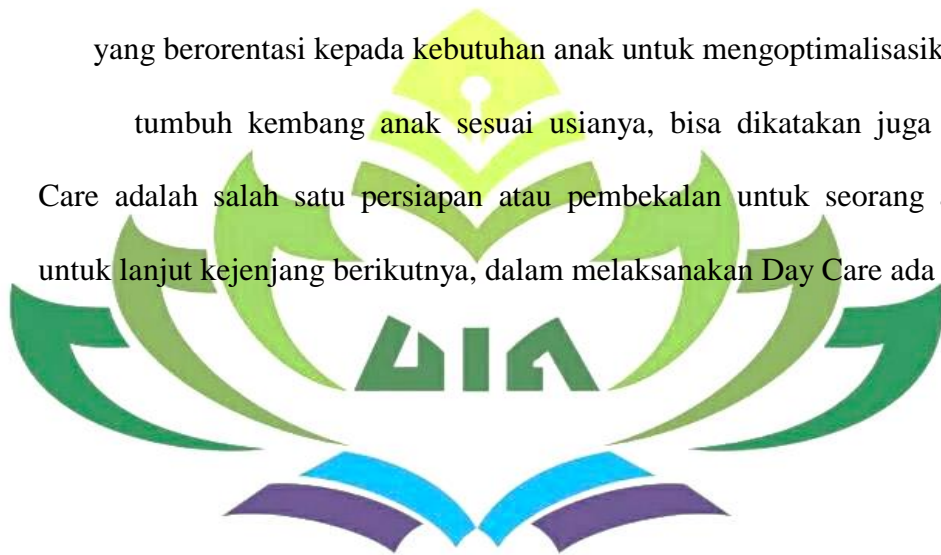 yang berorentasi kepada kebutuhan anak untuk mengoptimalisasik
tumbuh kembang anak sesuai usianya, bisa dikatakan juga
Care adalah salah satu persiapan atau pembekalan untuk seorang
untuk lanjut kejenjang berikutnya, dalam melaksanakan Day Care ada
UIN